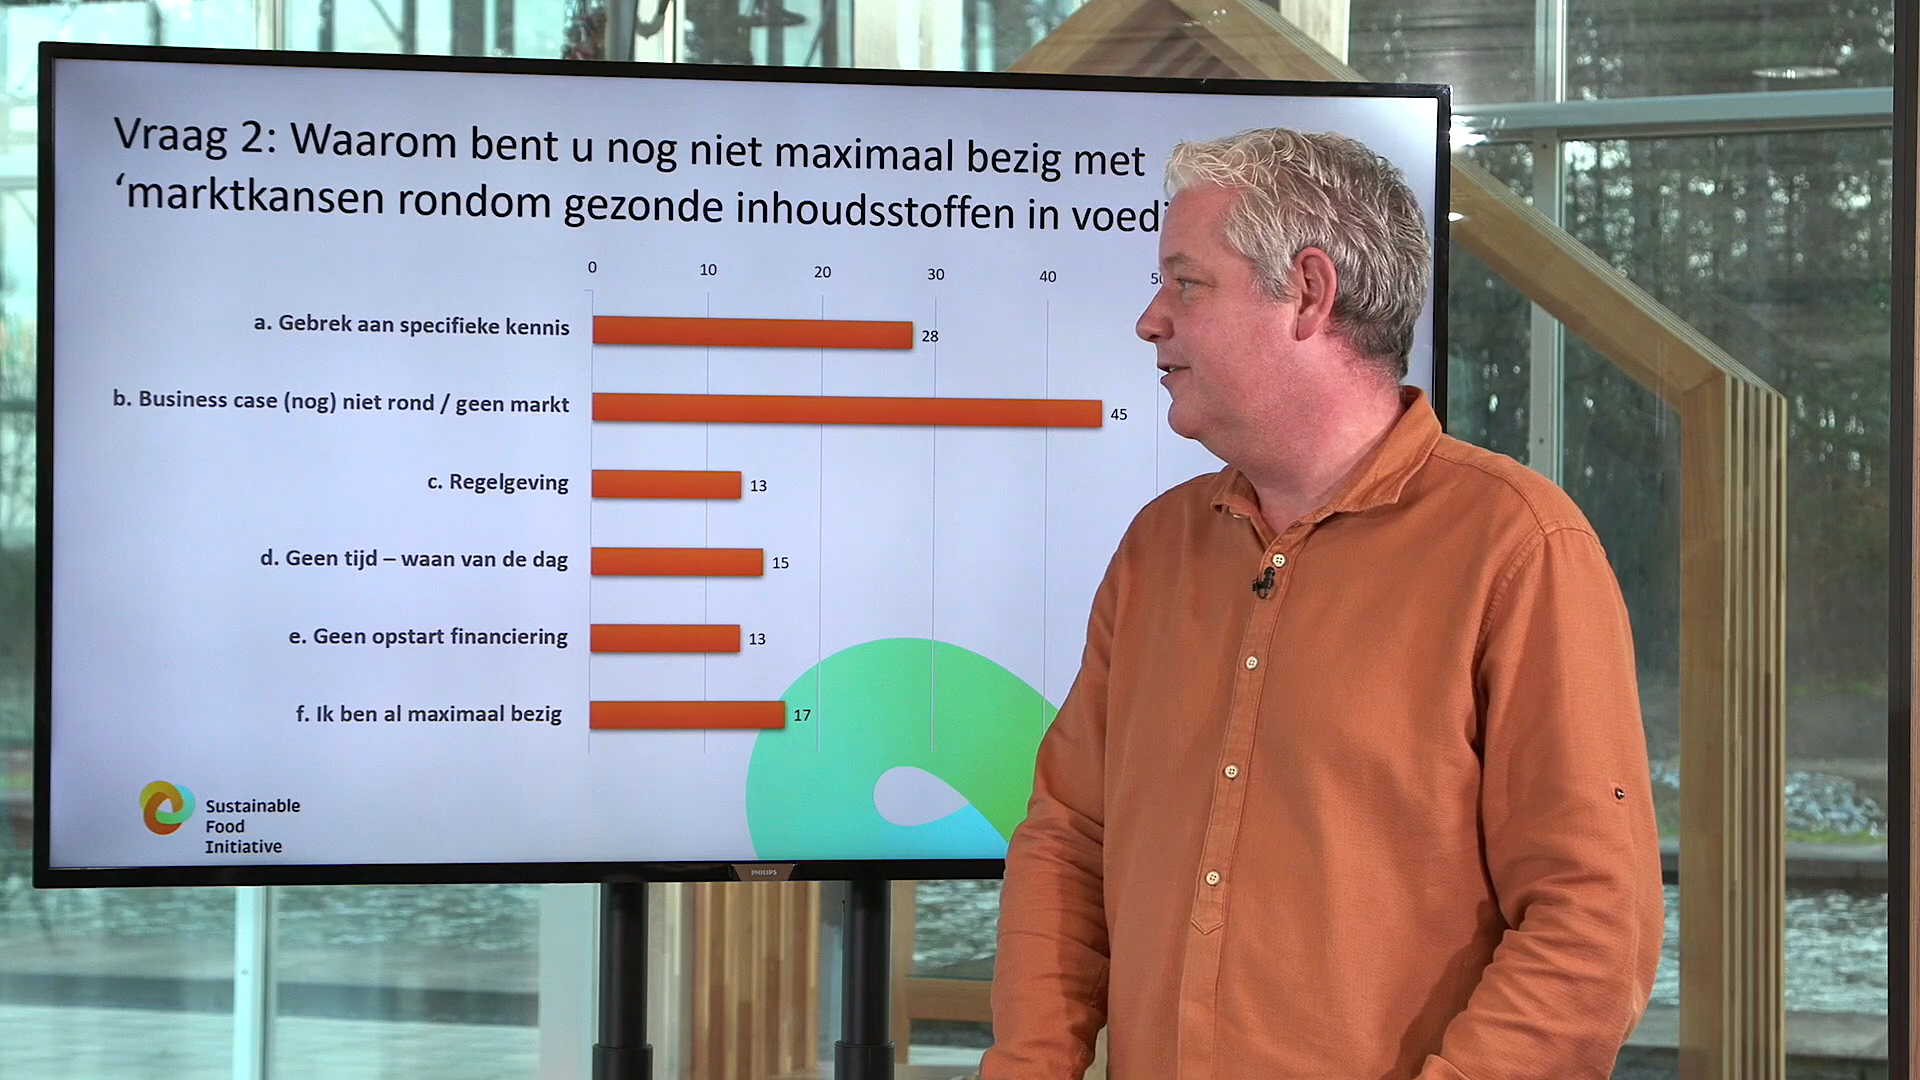 Vraag 2: Waarom bent u nog niet maximaal bezig met
‘marktkansen rondom gezonde inhoudsstoffen in
0 10 20 30 40
a. Gebrek aan specifieke kennis 28
b. Business case (nog) niet rond / geen markt 45
c. Regelgeving 13
d. Geen tijd – waan van de dag 15
e. Geen opstart financiering 13
f. Ik ben al maximaal bezig 17
Sustainable
Food
Initiative
PHILIPS